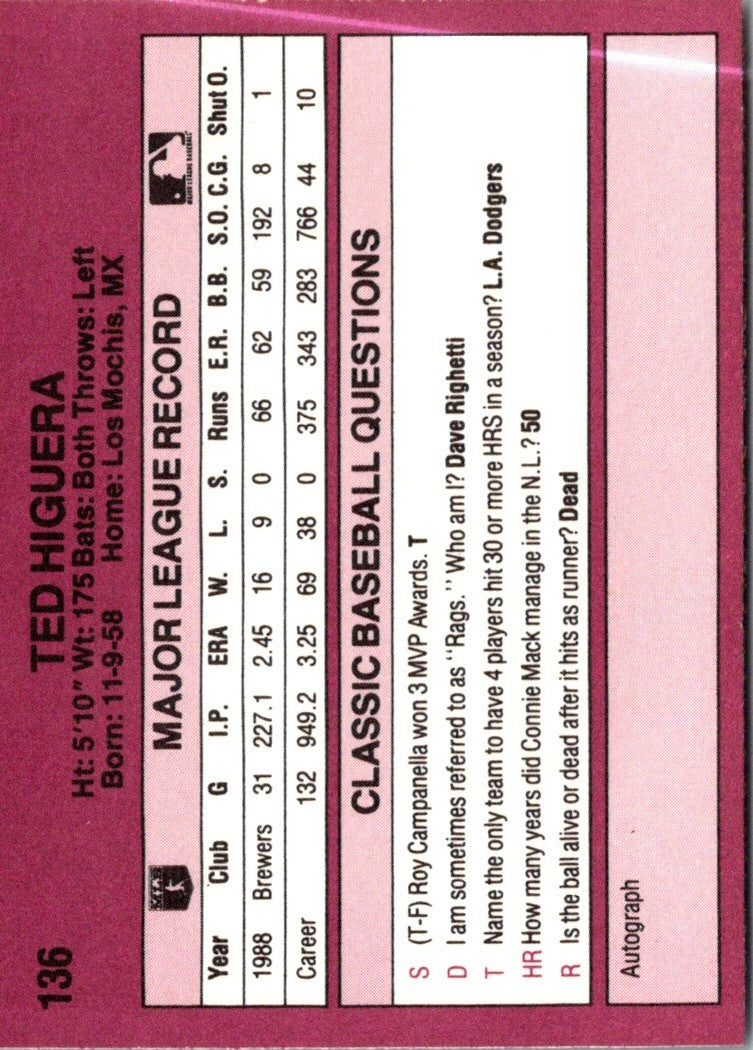 136
TED HIGUERA
Ht: 5'10" Wt: 175 Bats: Both Throws: Left
Born: 11-9-58 Home: Los Mochis, MX
MAJOR LEAGUE RECORD
MAJOR LEAGUE BASEBALL
Year Club G I.P. ERA W. L. S. Runs E.R. B.B. S.O. C.G. Shut O.
1988 Brewers 31 227.1 2.45 16 9 0 66 62 59 192 8 1
Career 132 949.2 3.25 69 38 0 375 343 283 766 44 10
CLASSIC BASEBALL QUESTIONS
S (T-F) Roy Campanella won 3 MVP Awards. T
D I am sometimes referred to as "Rags." Who am I? Dave Righetti
T Name the only team to have 4 players hit 30 or more HRS in a season? L.A. Dodgers
HR How many years did Connie Mack manage in the N.L.? 50
R Is the ball alive or dead after it hits as runner? Dead
Autograph